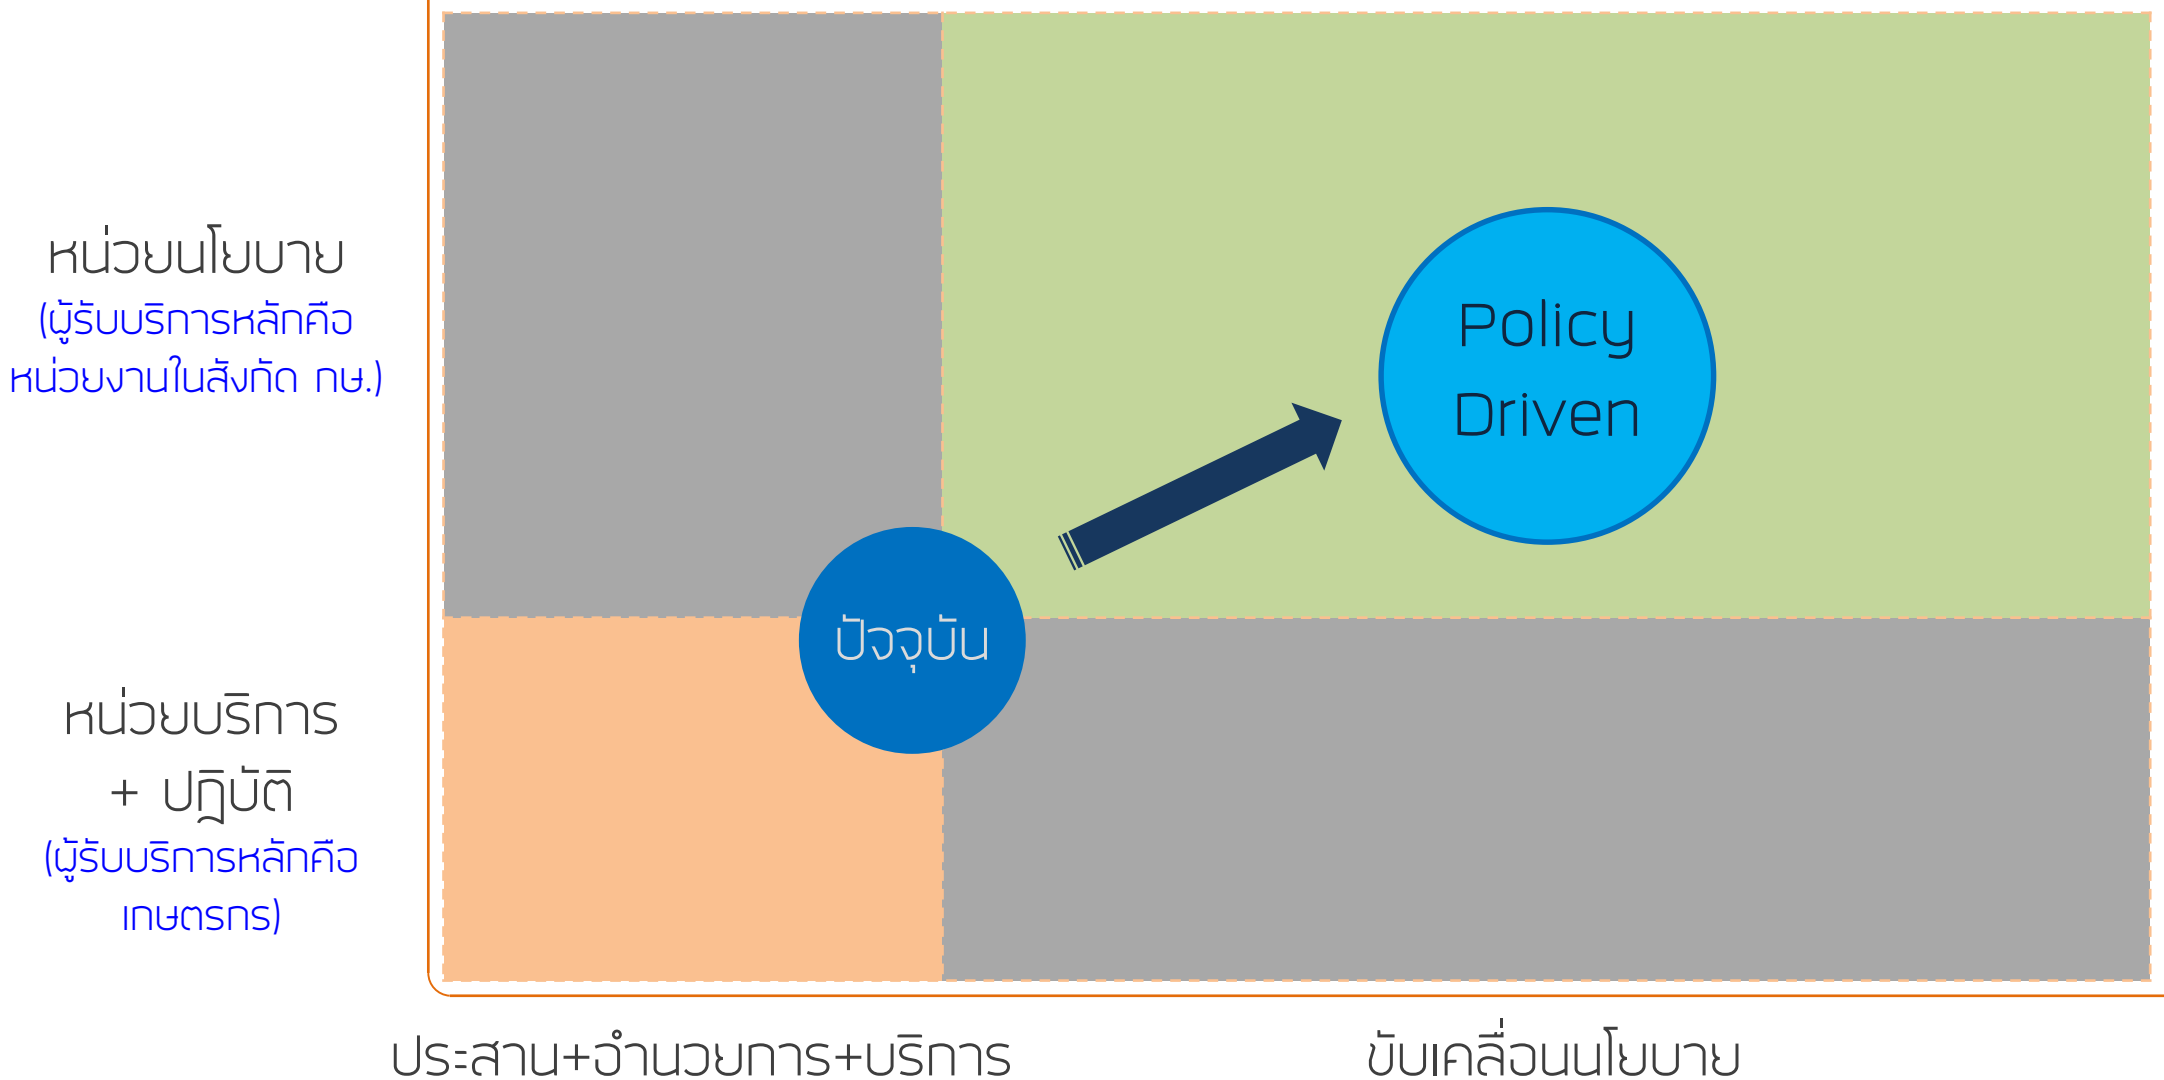 หน่วยนโยบาย
(ผู้รับบริการหลักคือ
หน่วยงานในสังกัด กษ.)
Policy
Driven
ปัจจุบัน
หน่วยบริการ
+ ปฏิบัติ
(ผู้รับบริการหลักคือ
เกษตรกร)
ประสาน+อำนวยการ+บริการ
ขับเคลื่อนนโยบาย